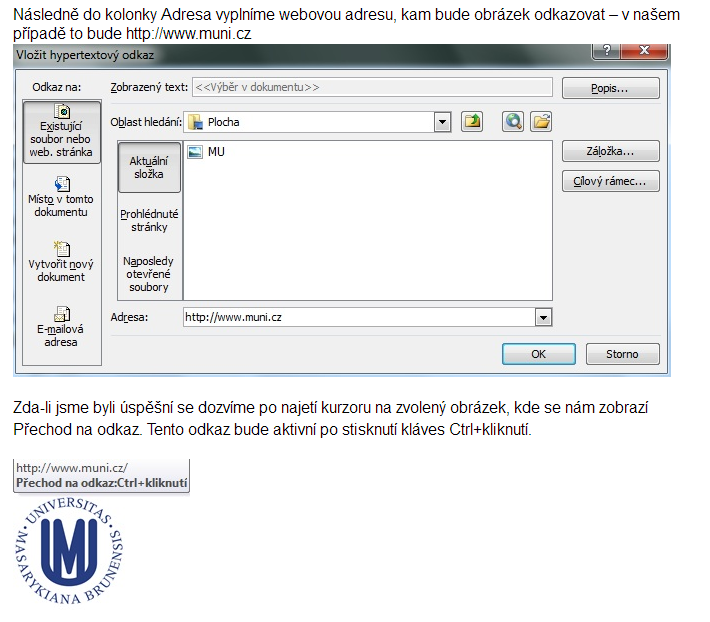 Následně do kolonky Adresa vyplníme webovou adresu, kam bude obrázek odkazovat – v našem
případě to bude http://www.muni.cz
Vložit hypertextový odkaz
Odkaz na:
Zobrazený text:
<<Výběr v dokumentu>>
Popis...
Existující
soubor nebo
web. stránka
Oblast hledání:
Plocha
Aktuální
složka
MU
Záložka...
Cílový rámec...
Místo v tomto
dokumentu
Prohlédnuté
stránky
Vytvořit nový
dokument
Naposledy
otevřené
soubory
E-mailová
adresa
Adresa:
http://www.muni.cz
OK
Storno
Zda-li jsme byli úspěšní se dozvíme po najetí kurzoru na zvolený obrázek, kde se nám zobrazí
Přechod na odkaz. Tento odkaz bude aktivní po stisknutí kláves Ctrl+kliknutí.
http://www.muni.cz/
Přechod na odkaz:Ctrl+kliknutí
UNIVERSITAS
MASARYKIANA BRUNENSIS